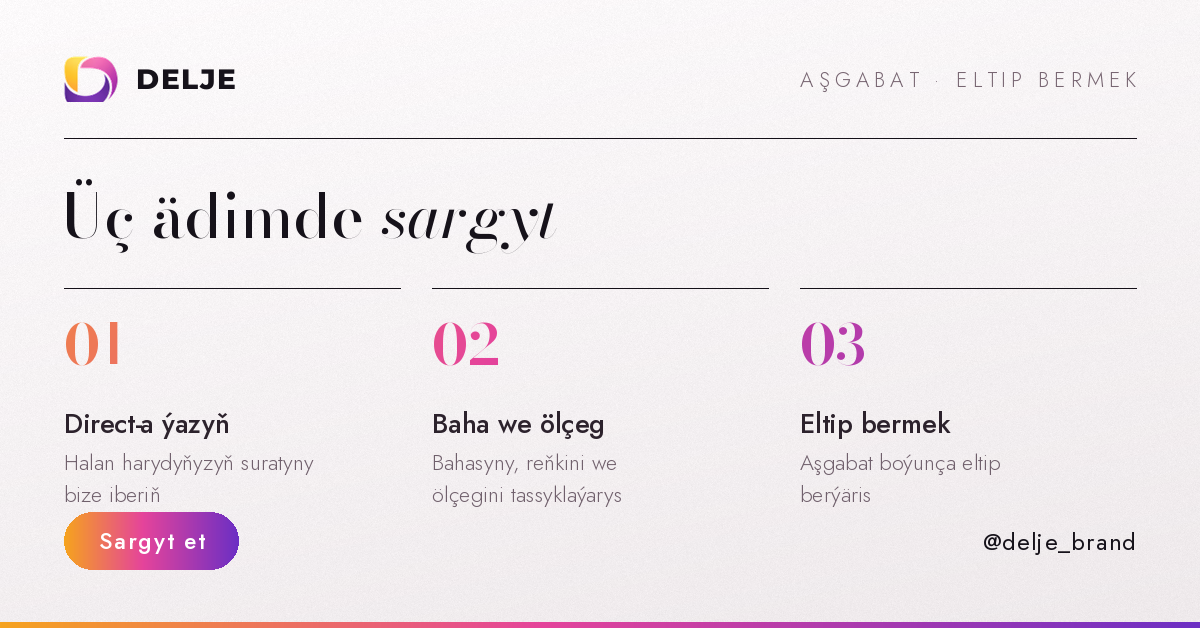 DELJE
AŞGABAT · ELTIP BERMEK
Üç ädimde sargyt
01
02
03
Direct-a ýazyň
Halan harydyňyzyň suratyny
bize iberiň
Baha we ölçeg
Bahasyny, reňkini we
ölçegini tassyklaýarys
Eltip bermek
Aşgabat boýunça eltip
berýäris
Sargyt et
@delje_brand